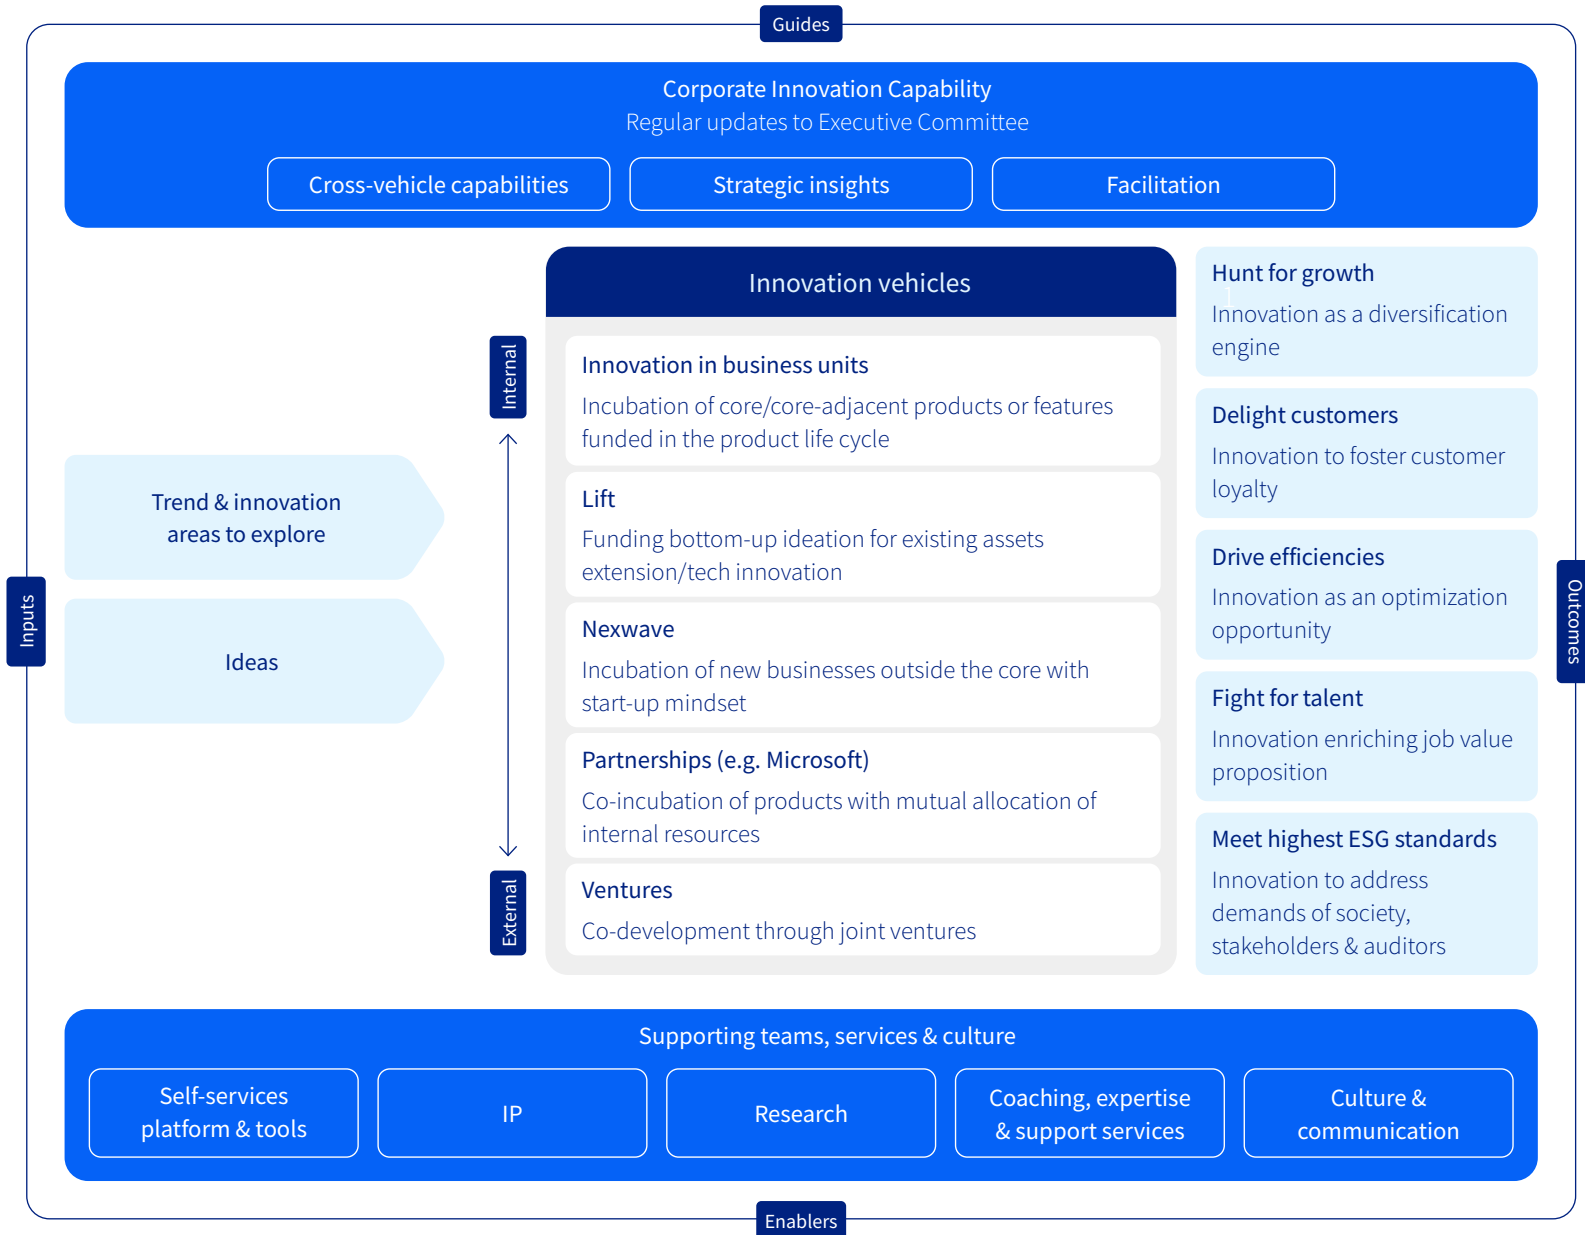 Guides
Corporate Innovation Capability
Regular updates to Executive Committee
Cross-vehicle capabilities
Strategic insights
Facilitation
Inputs
Trend & innovation
areas to explore
Ideas
Internal
External
Innovation vehicles
Innovation in business units
Incubation of core/core-adjacent products or features
funded in the product life cycle
Lift
Funding bottom-up ideation for existing assets
extension/tech innovation
Nexwave
Incubation of new businesses outside the core with
start-up mindset
Partnerships (e.g. Microsoft)
Co-incubation of products with mutual allocation of
internal resources
Ventures
Co-development through joint ventures
Hunt for growth
1
Innovation as a diversification
engine
Delight customers
Innovation to foster customer
loyalty
Drive efficiencies
Innovation as an optimization
opportunity
Fight for talent
Innovation enriching job value
proposition
Meet highest ESG standards
Innovation to address
demands of society,
stakeholders & auditors
Outcomes
Supporting teams, services & culture
Self-services
platform & tools
IP
Research
Coaching, expertise
& support services
Culture &
communication
Enablers